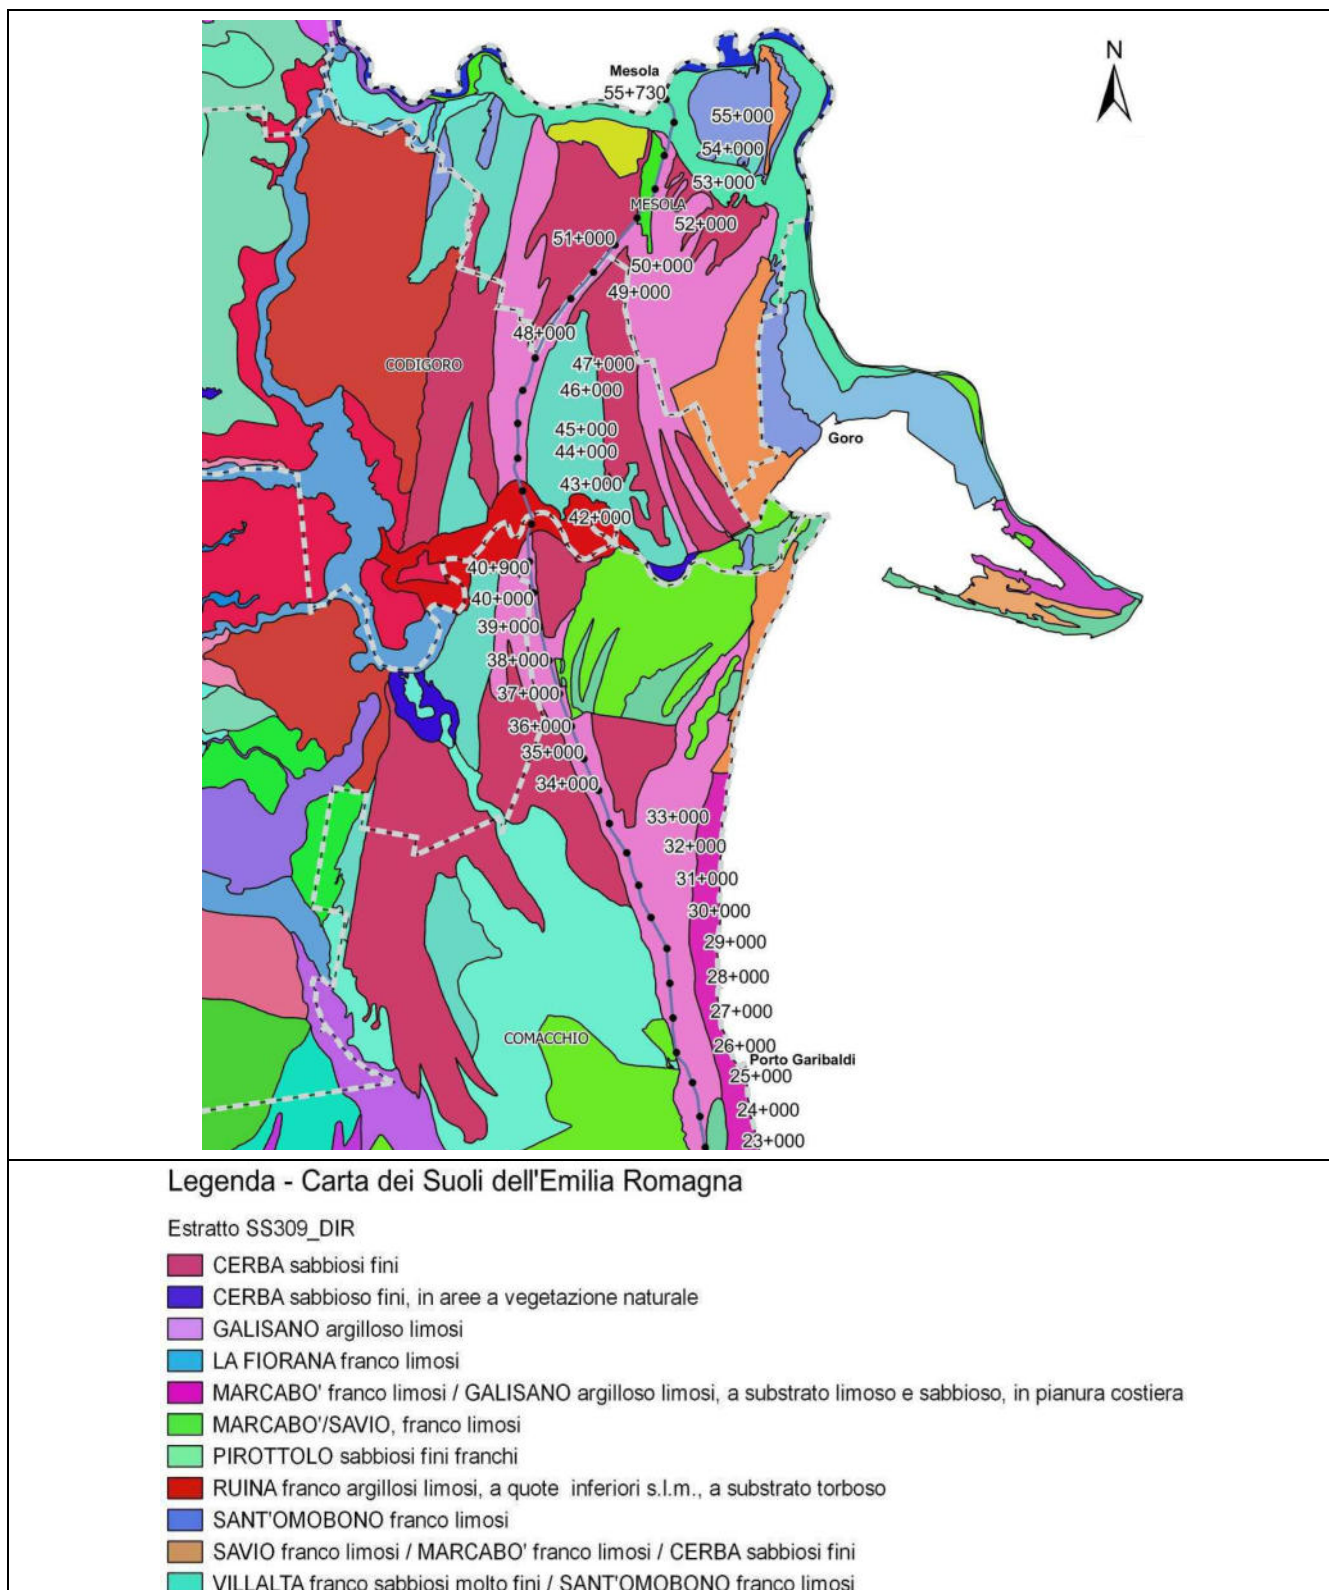 N
Mesola
55+730
55+000
54+000
53+000
MESOLA
52+000
51+000
50+000
49+000
48+000
CODIGORO
47+000
46+000
45+000
Goro
44+000
43+000
42+000
40+900
40+000
39+000
38+000
37+000
36+000
35+000
34+000
33+000
32+000
31+000
30+000
29+000
28+000
27+000
COMACCHIO
26+000
Porto Garibaldi
25+000
24+000
23+000
Legenda - Carta dei Suoli dell'Emilia Romagna
Estratto SS309_DIR
CERBA sabbiosi fini
CERBA sabbioso fini, in aree a vegetazione naturale
GALISANO argilloso limosi
LA FIORANA franco limosi
MARCABO' franco limosi / GALISANO argilloso limosi, a substrato limoso e sabbioso, in pianura costiera
MARCABO'/SAVIO, franco limosi
PIROTTOLO sabbiosi fini franchi
RUINA franco argillosi limosi, a quote inferiori s.l.m., a substrato torboso
SANT'OMOBONO franco limosi
SAVIO franco limosi / MARCABO' franco limosi / CERBA sabbiosi fini
VILLALTA franco sabbiosi molto fini / SANT'OMOBONO franco limosi